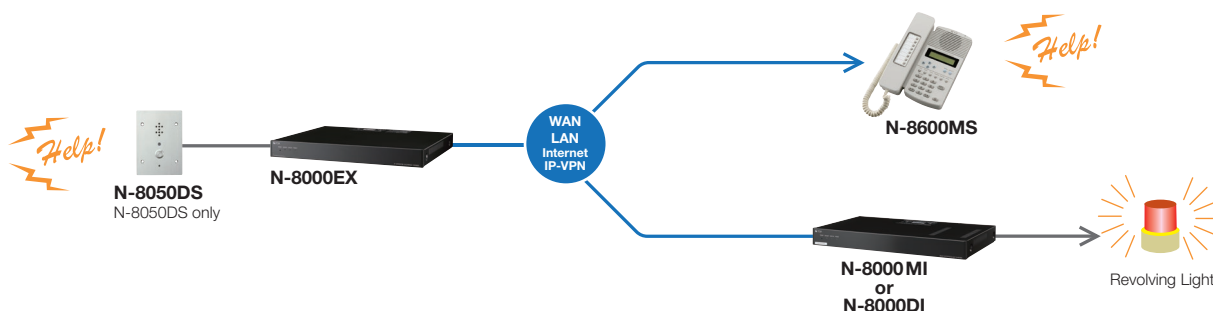 Help!
N-8050DS
N-8050DS only
N-8000EX
WAN
LAN
Internet
IP-VPN
N-8600MS
Help!
N-8000MI
or
N-8000DI
Revolving Light